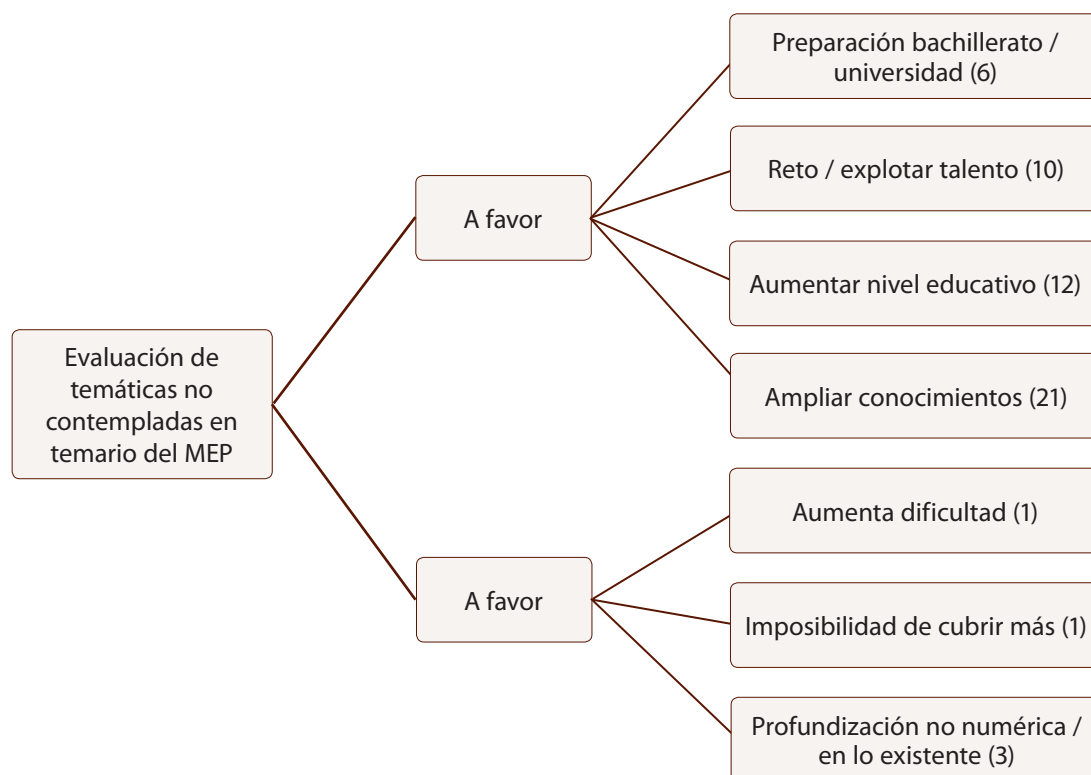 Preparación bachillerato /
universidad (6)
Reto / explotar talento (10)
A favor
Aumentar nivel educativo (12)
Ampliar conocimientos (21)
Evaluación de
temáticas no
contempladas en
temario del MEP
Aumenta dificultad (1)
A favor
Imposibilidad de cubrir más (1)
Profundización no numérica /
en lo existente (3)